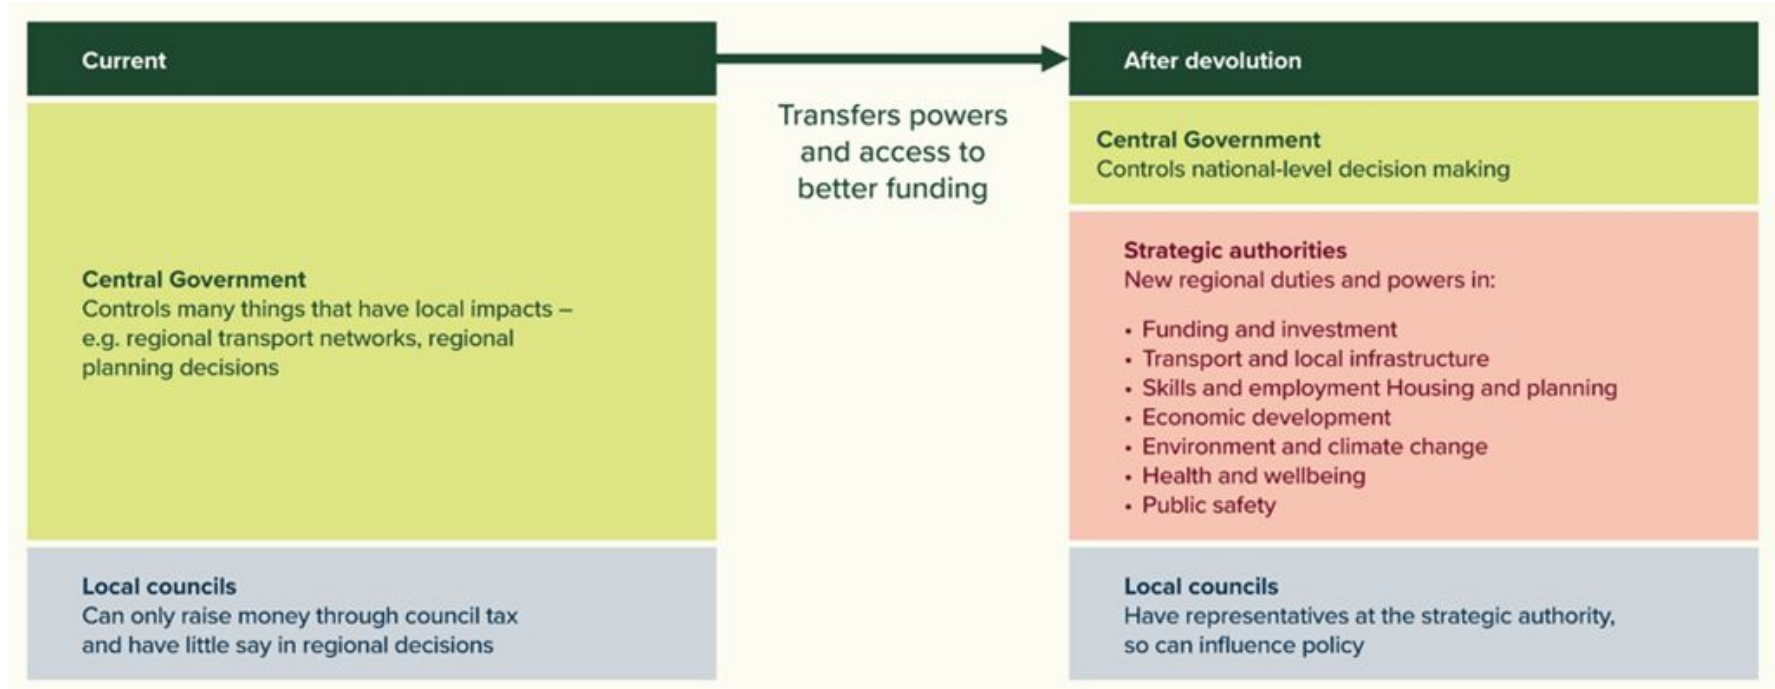 Current
Central Government
Controls many things that have local impacts –
e.g. regional transport networks, regional
planning decisions
Local councils
Can only raise money through council tax
and have little say in regional decisions
Transfers powers
and access to
better funding
After devolution
Central Government
Controls national-level decision making
Strategic authorities
New regional duties and powers in:
• Funding and investment
• Transport and local infrastructure
• Skills and employment Housing and planning
• Economic development
• Environment and climate change
• Health and wellbeing
• Public safety
Local councils
Have representatives at the strategic authority,
so can influence policy